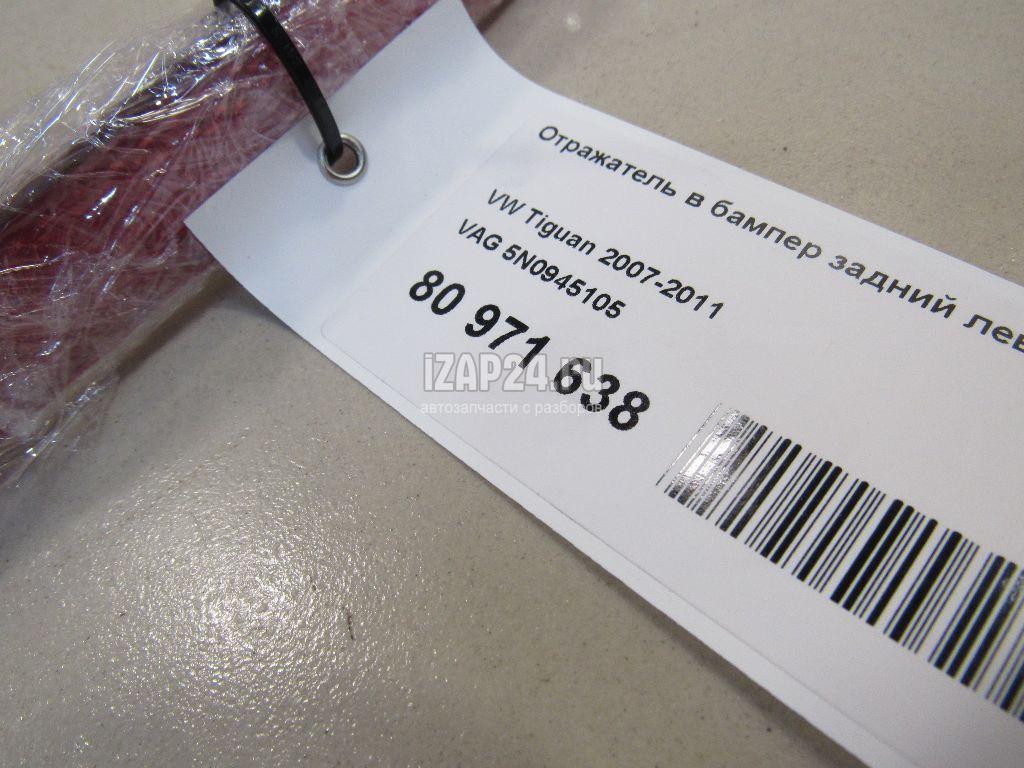 Отражатель в бампер задний лев
VW Tiguan 2007-2011
VAG 5N0945105
80 971 638
iZAP24.ru
автозапчасти с разборов